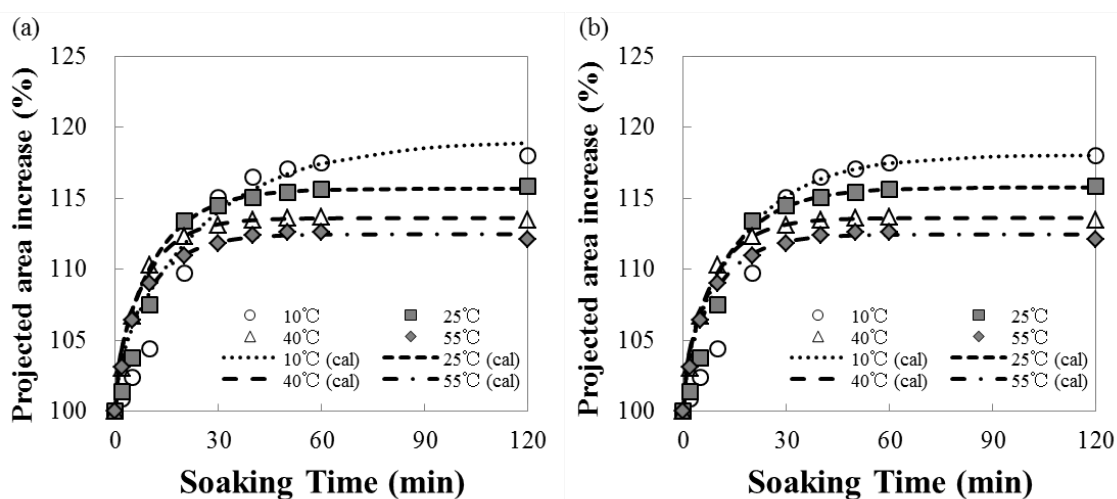 (a)
Projected area increase (%)
125
120
115
110
105
100
10℃ 25℃
40℃ 55℃
10℃ (cal) 25℃ (cal)
40℃ (cal) 55℃ (cal)
0 30 60 90 120
Soaking Time (min)
(b)
Projected area increase (%)
125
120
115
110
105
100
10℃ 25℃
40℃ 55℃
10℃ (cal) 25℃ (cal)
40℃ (cal) 55℃ (cal)
0 30 60 90 120
Soaking Time (min)